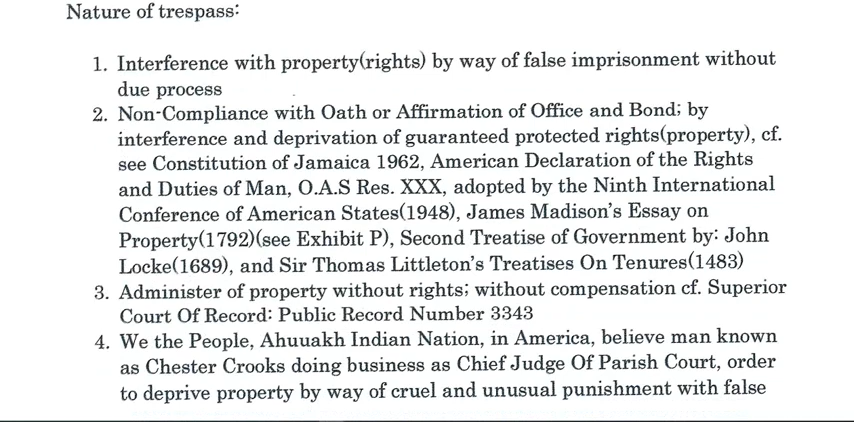 Nature of trespass:
1. Interference with property(rights) by way of false imprisonment without
due process
2. Non-Compliance with Oath or Affirmation of Office and Bond; by
interference and deprivation of guaranteed protected rights(property), cf.
see Constitution of Jamaica 1962, American Declaration of the Rights
and Duties of Man, O.A.S Res. XXX, adopted by the Ninth International
Conference of American States(1948), James Madison's Essay on
Property(1792)(see Exhibit P), Second Treatise of Government by: John
Locke(1689), and Sir Thomas Littleton's Treatises On Tenures(1483)
3. Administer of property without rights; without compensation cf. Superior
Court Of Record: Public Record Number 3343
4. We the People, Ahuuakh Indian Nation, in America, believe man known
as Chester Crooks doing business as Chief Judge Of Parish Court, order
to deprive property by way of cruel and unusual punishment with false